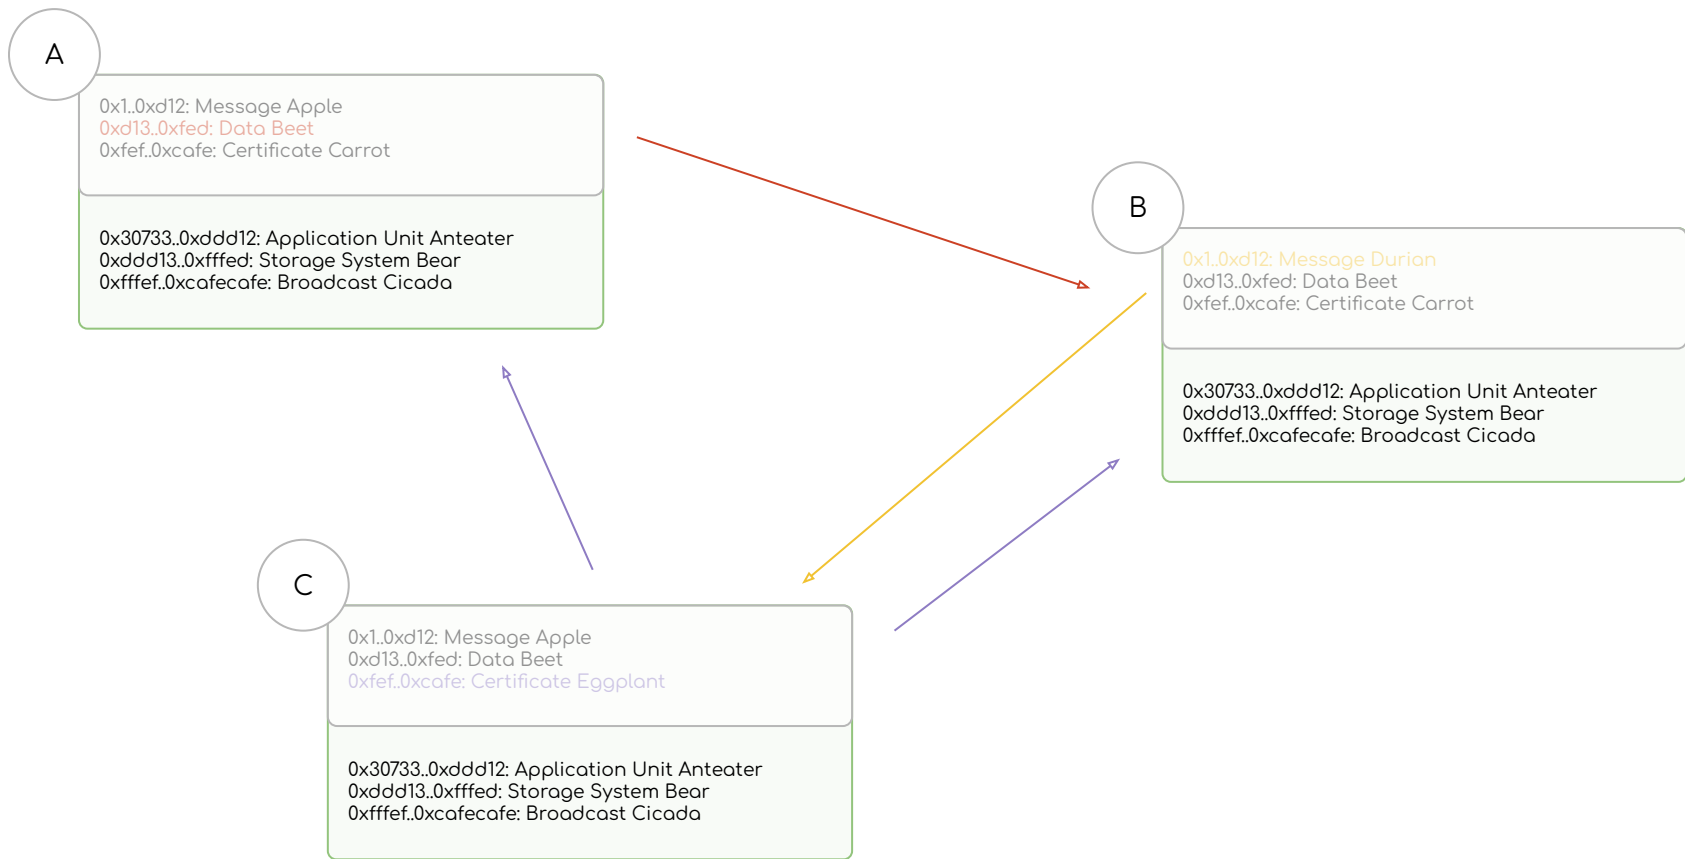 A
0x1..0xd12: Message Apple
0xd13..0xfed: Data Beet
0xfef..0xcafe: Certificate Carrot
0x30733..0xddd12: Application Unit Anteater
0xddd13..0xfffed: Storage System Bear
0xfffef..0xcafecafe: Broadcast Cicada
B
0x1..0xd12: Message Durian
0xd13..0xfed: Data Beet
0xfef..0xcafe: Certificate Carrot
0x30733..0xddd12: Application Unit Anteater
0xddd13..0xfffed: Storage System Bear
0xfffef..0xcafecafe: Broadcast Cicada
C
0x1..0xd12: Message Apple
0xd13..0xfed: Data Beet
0xfef..0xcafe: Certificate Eggplant
0x30733..0xddd12: Application Unit Anteater
0xddd13..0xfffed: Storage System Bear
0xfffef..0xcafecafe: Broadcast Cicada